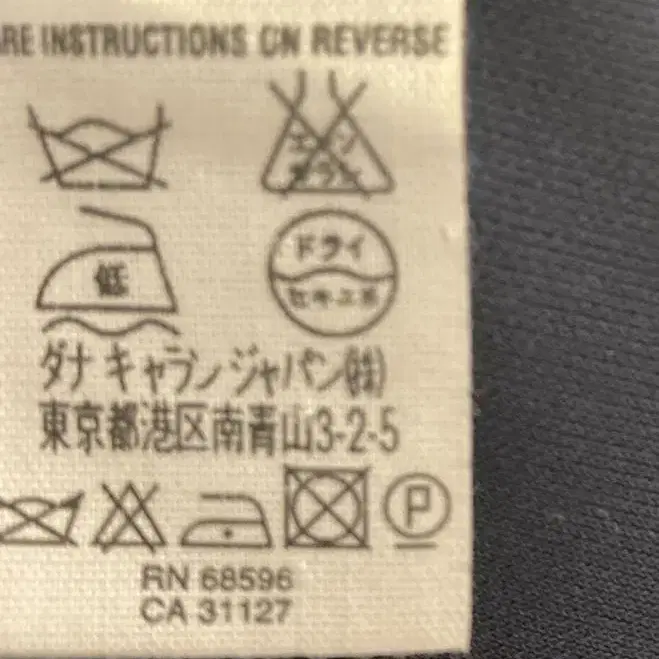 ARE INSTRUCTIONS ON REVERSE
エンソ
サラシ
低
ドライ
セキユ系
ダナ キャラン ジャパン(株)
東京都港区南青山3-2-5
P
RN 68596
CA 31127